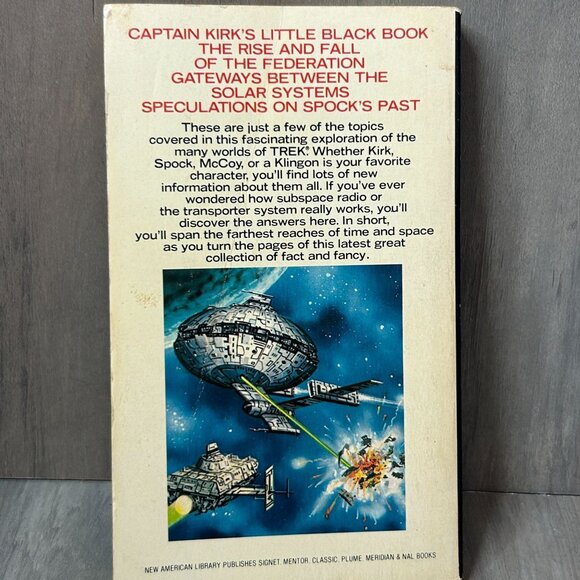 CAPTAIN KIRK'S LITTLE BLACK BOOK
THE RISE AND FALL
OF THE FEDERATION
GATEWAYS BETWEEN THE
SOLAR SYSTEMS
SPECULATIONS ON SPOCK'S PAST
These are just a few of the topics
covered in this fascinating exploration of the
many worlds of TREK® Whether Kirk,
Spock, McCoy, or a Klingon is your favorite
character, you'll find lots of new
information about them all. If you've ever
wondered how subspace radio or
the transporter system really works, you'll
discover the answers here. In short,
you'll span the farthest reaches of time and space
as you turn the pages of this latest great
collection of fact and fancy.
NEW AMERICAN LIBRARY PUBLISHES SIGNET, MENTOR, CLASSIC, PLUME, MERIDIAN & NAL BOOKS